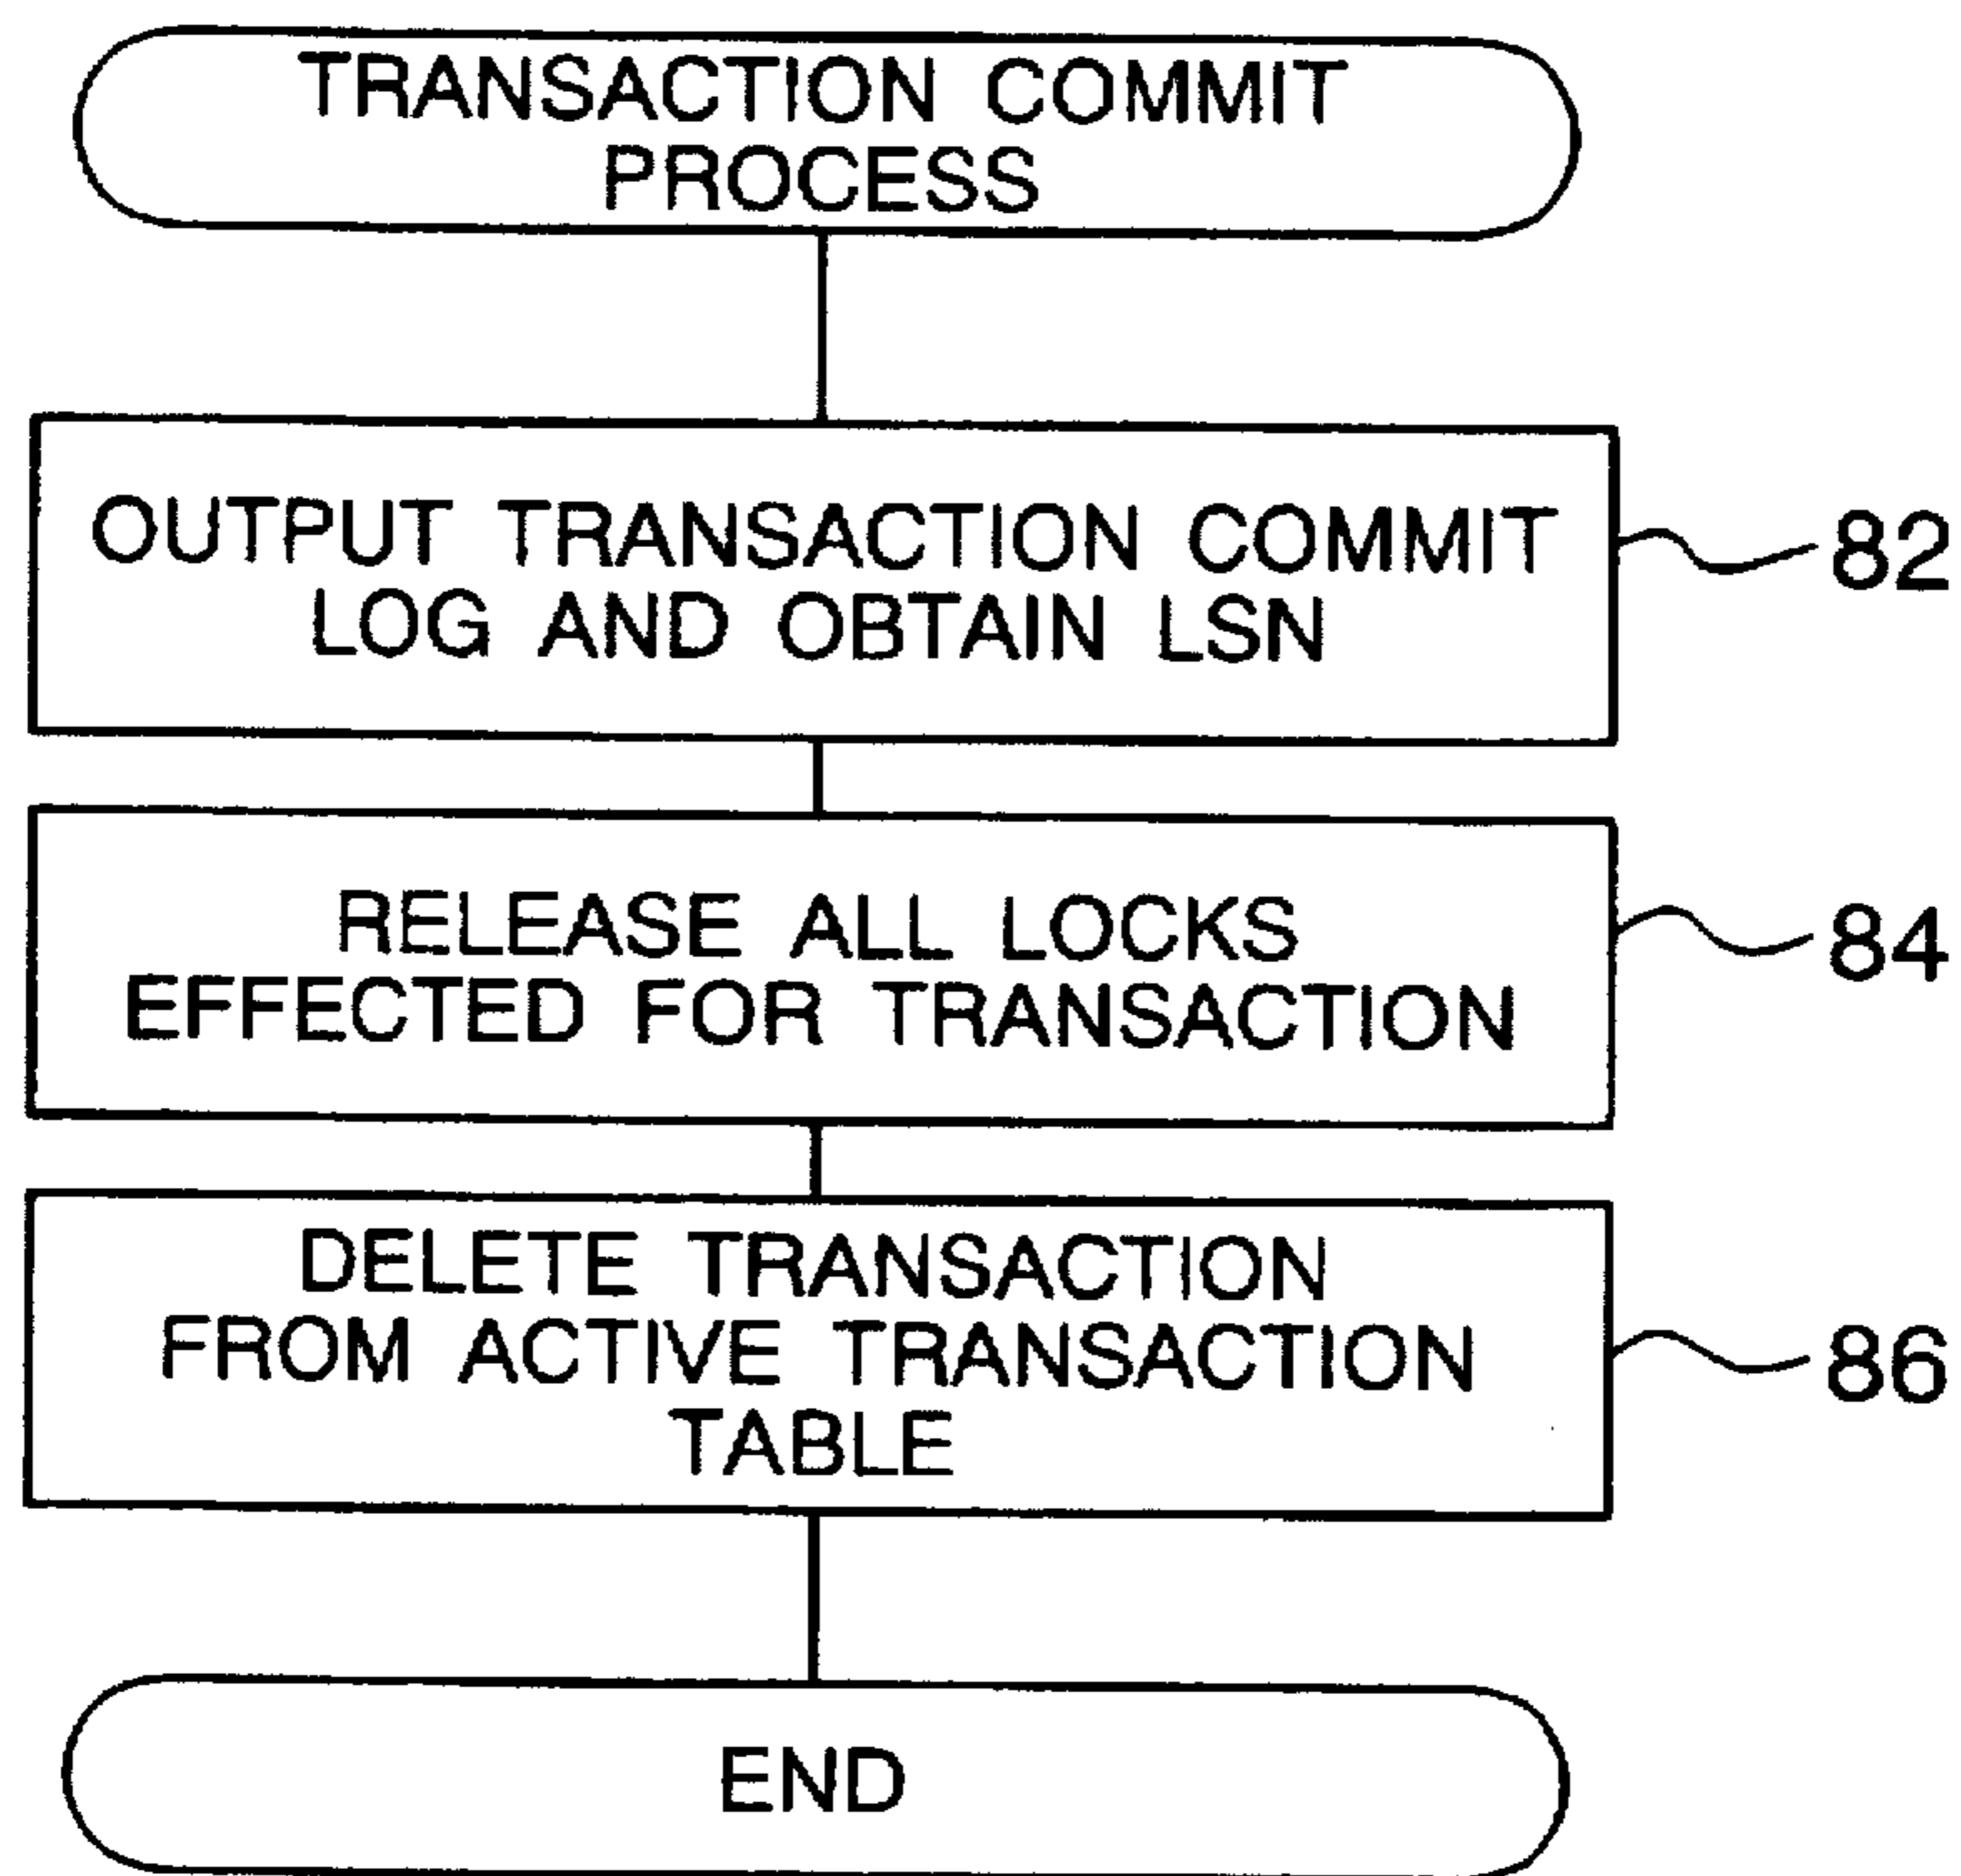 TRANSACTION COMMIT
PROCESS
OUTPUT TRANSACTION COMMIT
LOG AND OBTAIN LSN
82
RELEASE ALL LOCKS
EFFECTED FOR TRANSACTION
84
DELETE TRANSACTION
FROM ACTIVE TRANSACTION
TABLE
86
END